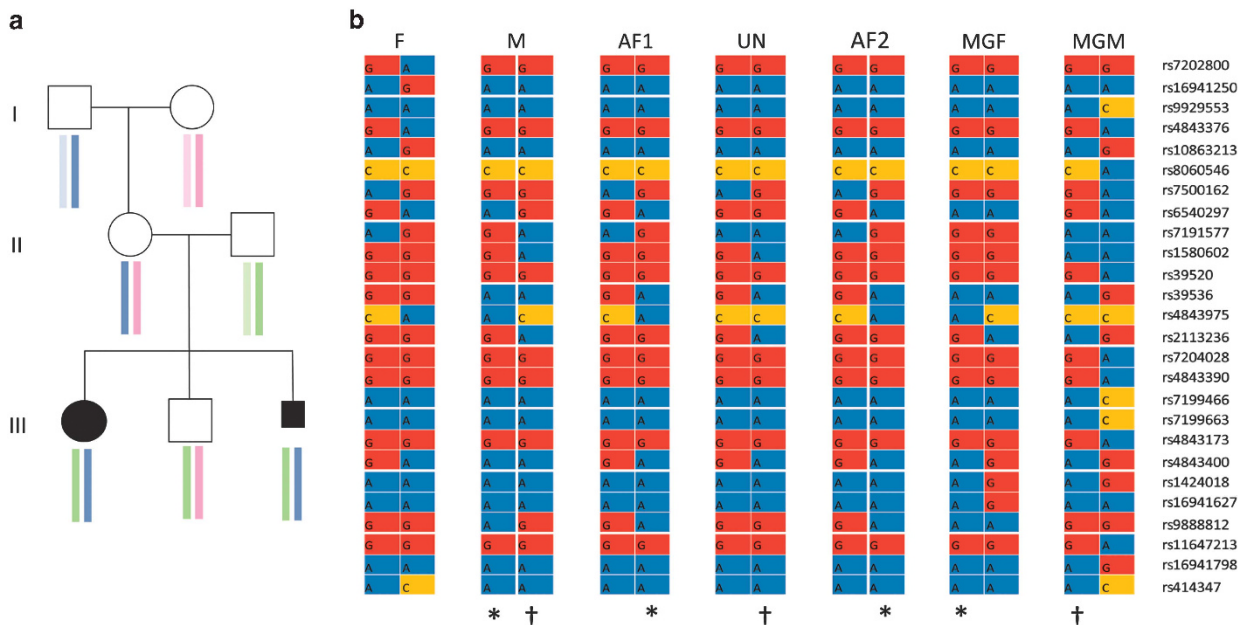 a
I
II
III
b
F M AF1 UN AF2 MGF MGM
G A G G G G G G G G G G G G rs7202800
A G A A A A A A A A A A A A rs16941250
A A A A A A A A A A A A A C rs9929553
G A G G G G G G G G G G G A rs4843376
A G A A A A A A A A A A A G rs10863213
C C C C C C C C C C C C C A rs8060546
A G G G A G A G A G G G G A rs7500162
G A A G G A G G G A A A G A rs6540297
A G G A A G A A A G G G A A rs7191577
G G G A G G G A G G G G A A rs1580602
G G G G G G G G G G G G G A rs39520
G G A A G A G A G A A A A G rs39536
C A A C C A C C C A A C C C rs4843975
G G G A G G G A G G G A A G rs2113236
G G G G G G G G G G G G G A rs7204028
G G G G G G G G G G G G G A rs4843390
A A A A A A A A A A A A A C rs7199466
A A A A A A A A A A A A A C rs7199663
G G G G G G G G G G G G G A rs4843173
G A A A G A G A G A A G A G rs4843400
A A A A A A A A A A A G A G rs1424018
A A A A A A A A A A A G A A rs16941627
G G A G G A G G G A A A G G rs9888812
G G G G G G G G G G G G G A rs11647213
A A A A A A A A A A A A A G rs16941798
A C A A A A A A A A A A A C rs414347
* † * † * * †